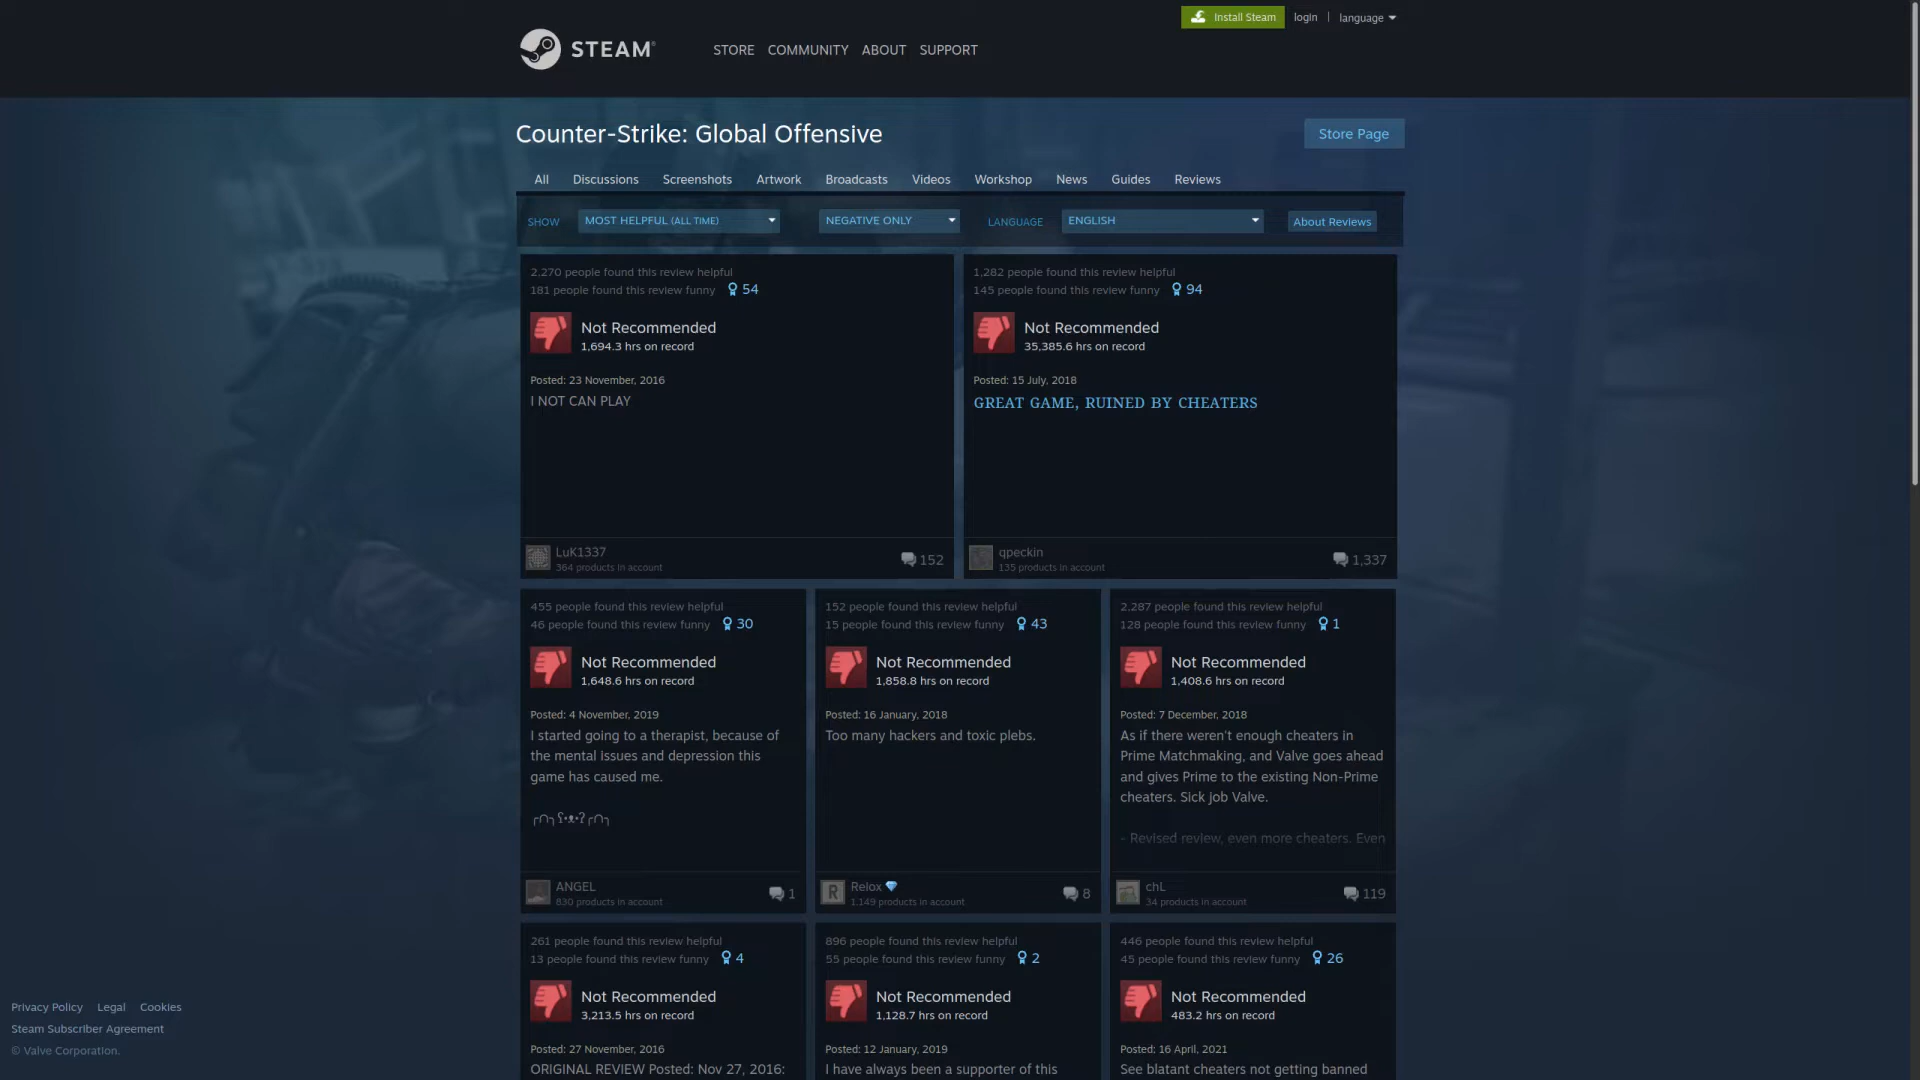 Install Steam
login | language
STEAM
STORE COMMUNITY ABOUT SUPPORT
Counter-Strike: Global Offensive
Store Page
All Discussions Screenshots Artwork Broadcasts Videos Workshop News Guides Reviews
SHOW MOST HELPFUL (ALL TIME) NEGATIVE ONLY LANGUAGE ENGLISH About Reviews
2,270 people found this review helpful
181 people found this review funny 54
Not Recommended
1,694.3 hrs on record
Posted: 23 November, 2016
I NOT CAN PLAY
LuK1337
364 products in account
152
1,282 people found this review helpful
145 people found this review funny 94
Not Recommended
35,385.6 hrs on record
Posted: 15 July, 2018
GREAT GAME, RUINED BY CHEATERS
qpeckin
135 products in account
1,337
455 people found this review helpful
46 people found this review funny 30
Not Recommended
1,648.6 hrs on record
Posted: 4 November, 2019
I started going to a therapist, because of
the mental issues and depression this
game has caused me.
╭∩╮ʕ•ᴥ•ʔ╭∩╮
ANGEL
830 products in account
1
152 people found this review helpful
15 people found this review funny 43
Not Recommended
1,858.8 hrs on record
Posted: 16 January, 2018
Too many hackers and toxic plebs.
R
Relox 💎
1,149 products in account
8
2,287 people found this review helpful
128 people found this review funny 1
Not Recommended
1,408.6 hrs on record
Posted: 7 December, 2018
As if there weren't enough cheaters in
Prime Matchmaking, and Valve goes ahead
and gives Prime to the existing Non-Prime
cheaters. Sick job Valve.
- Revised review, even more cheaters. Even
chL
34 products in account
119
261 people found this review helpful
13 people found this review funny 4
Not Recommended
3,213.5 hrs on record
Posted: 27 November, 2016
ORIGINAL REVIEW Posted: Nov 27, 2016:
896 people found this review helpful
55 people found this review funny 2
Not Recommended
1,128.7 hrs on record
Posted: 12 January, 2019
I have always been a supporter of this
446 people found this review helpful
45 people found this review funny 26
Not Recommended
483.2 hrs on record
Posted: 16 April, 2021
See blatant cheaters not getting banned
Privacy Policy Legal Cookies
Steam Subscriber Agreement
© Valve Corporation.